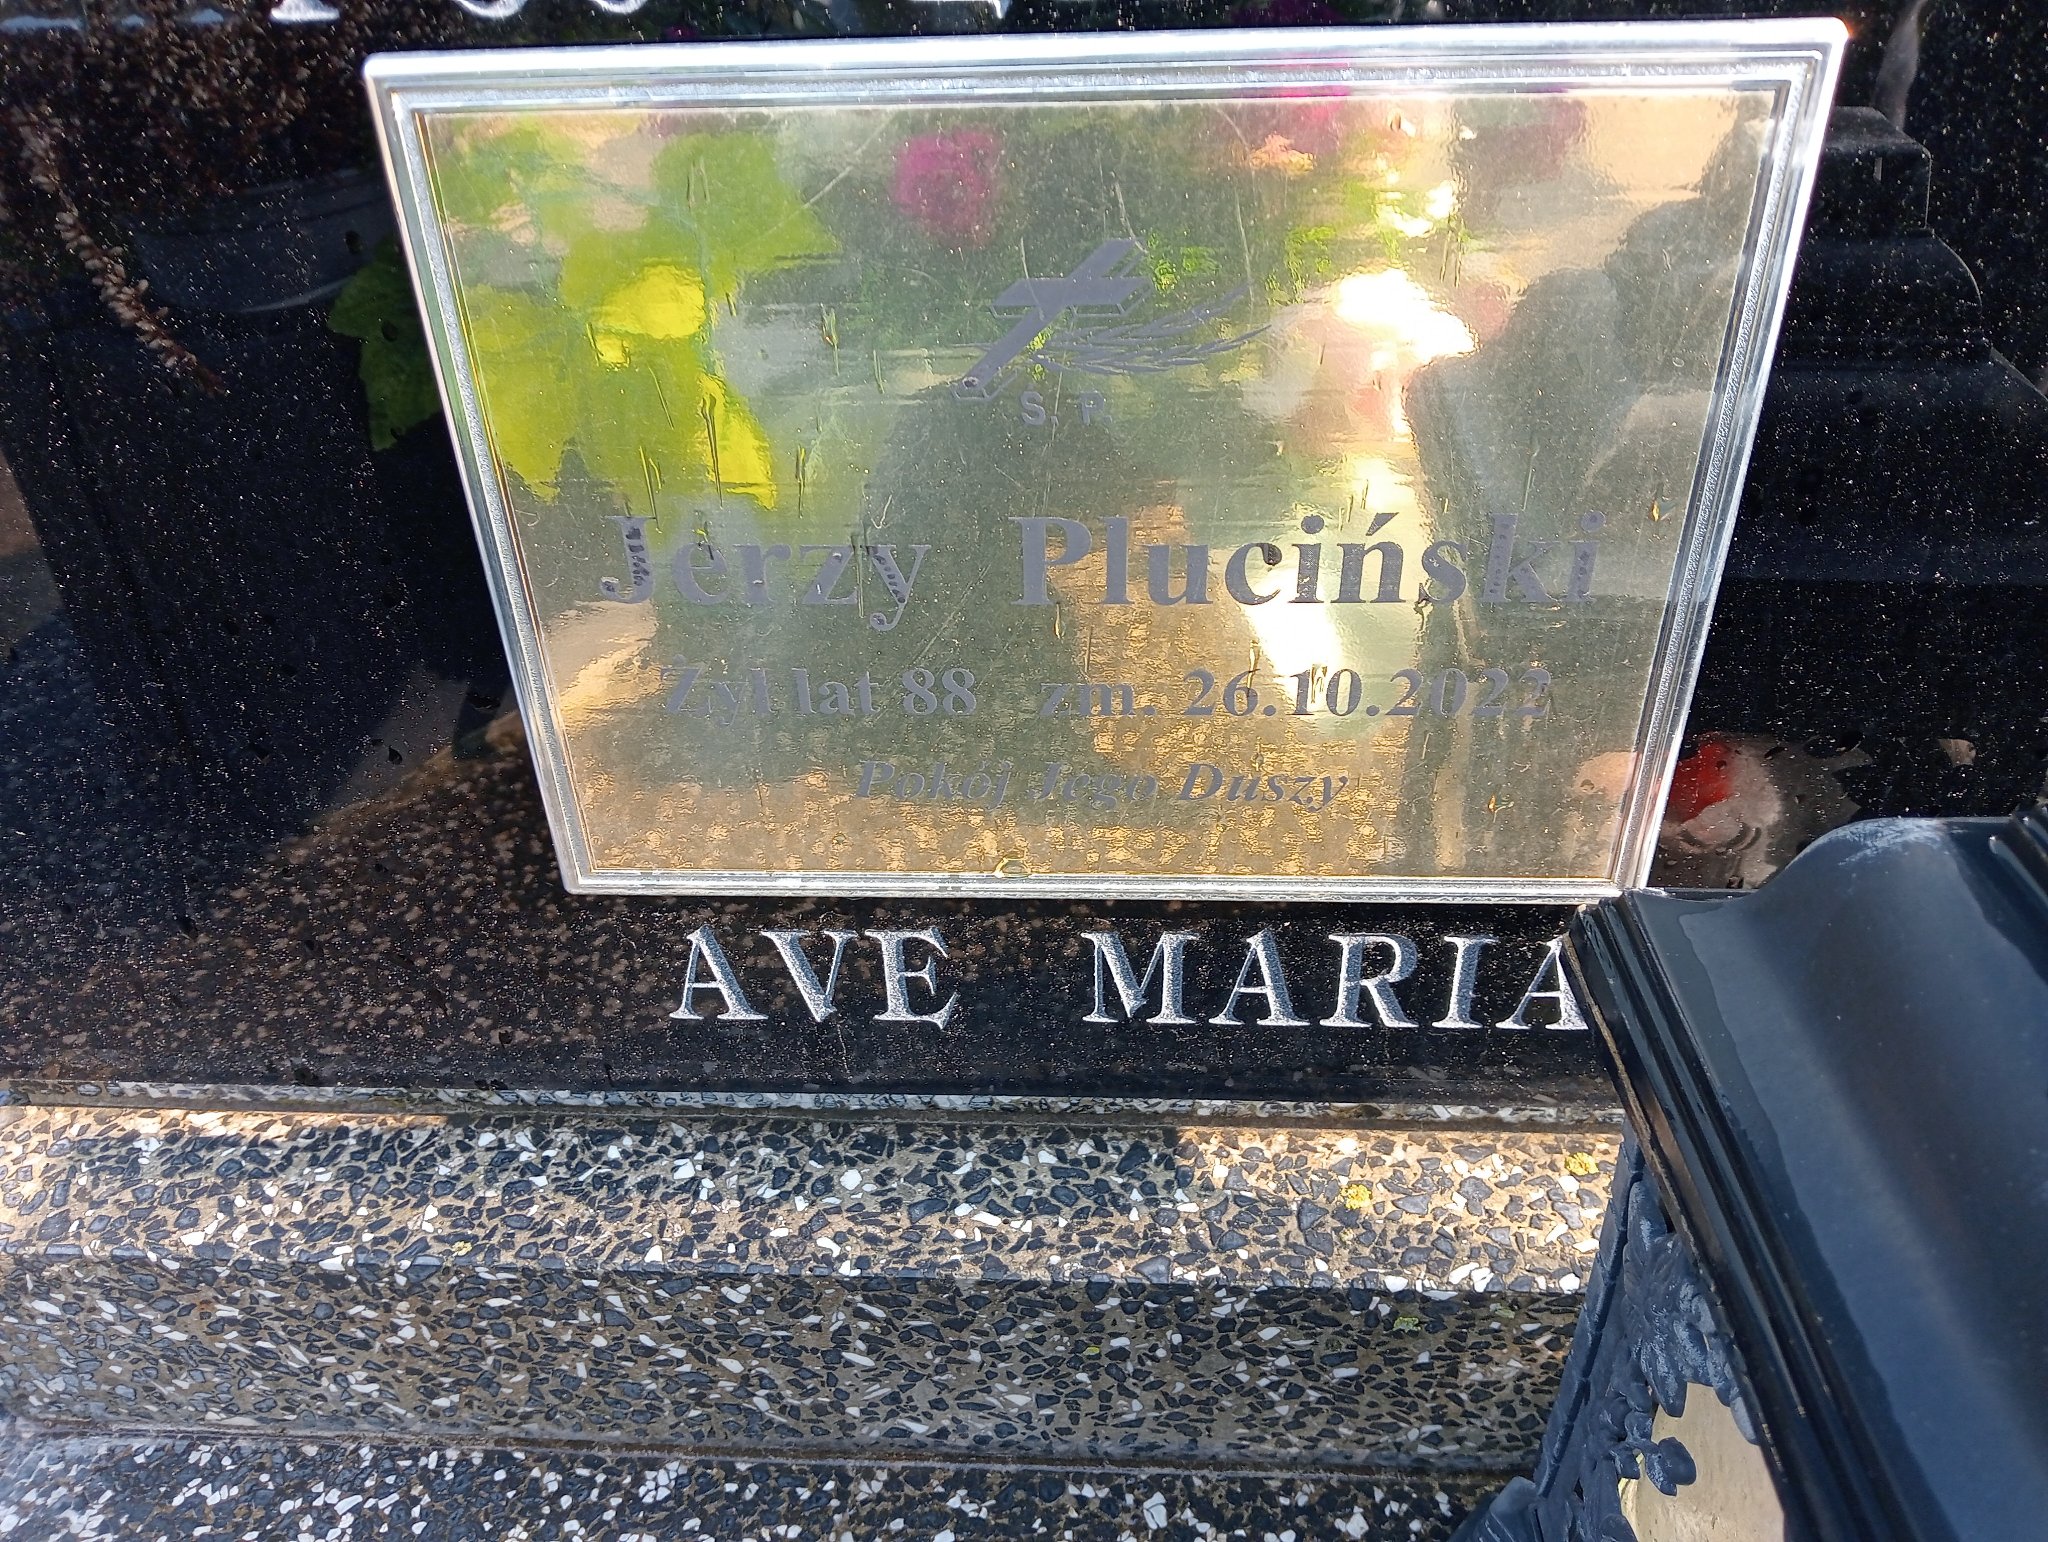 Ś. P.
Jerzy Pluciński
Żył lat 88 zm. 26.10.2022
Pokój Jego Duszy
AVE MARIA